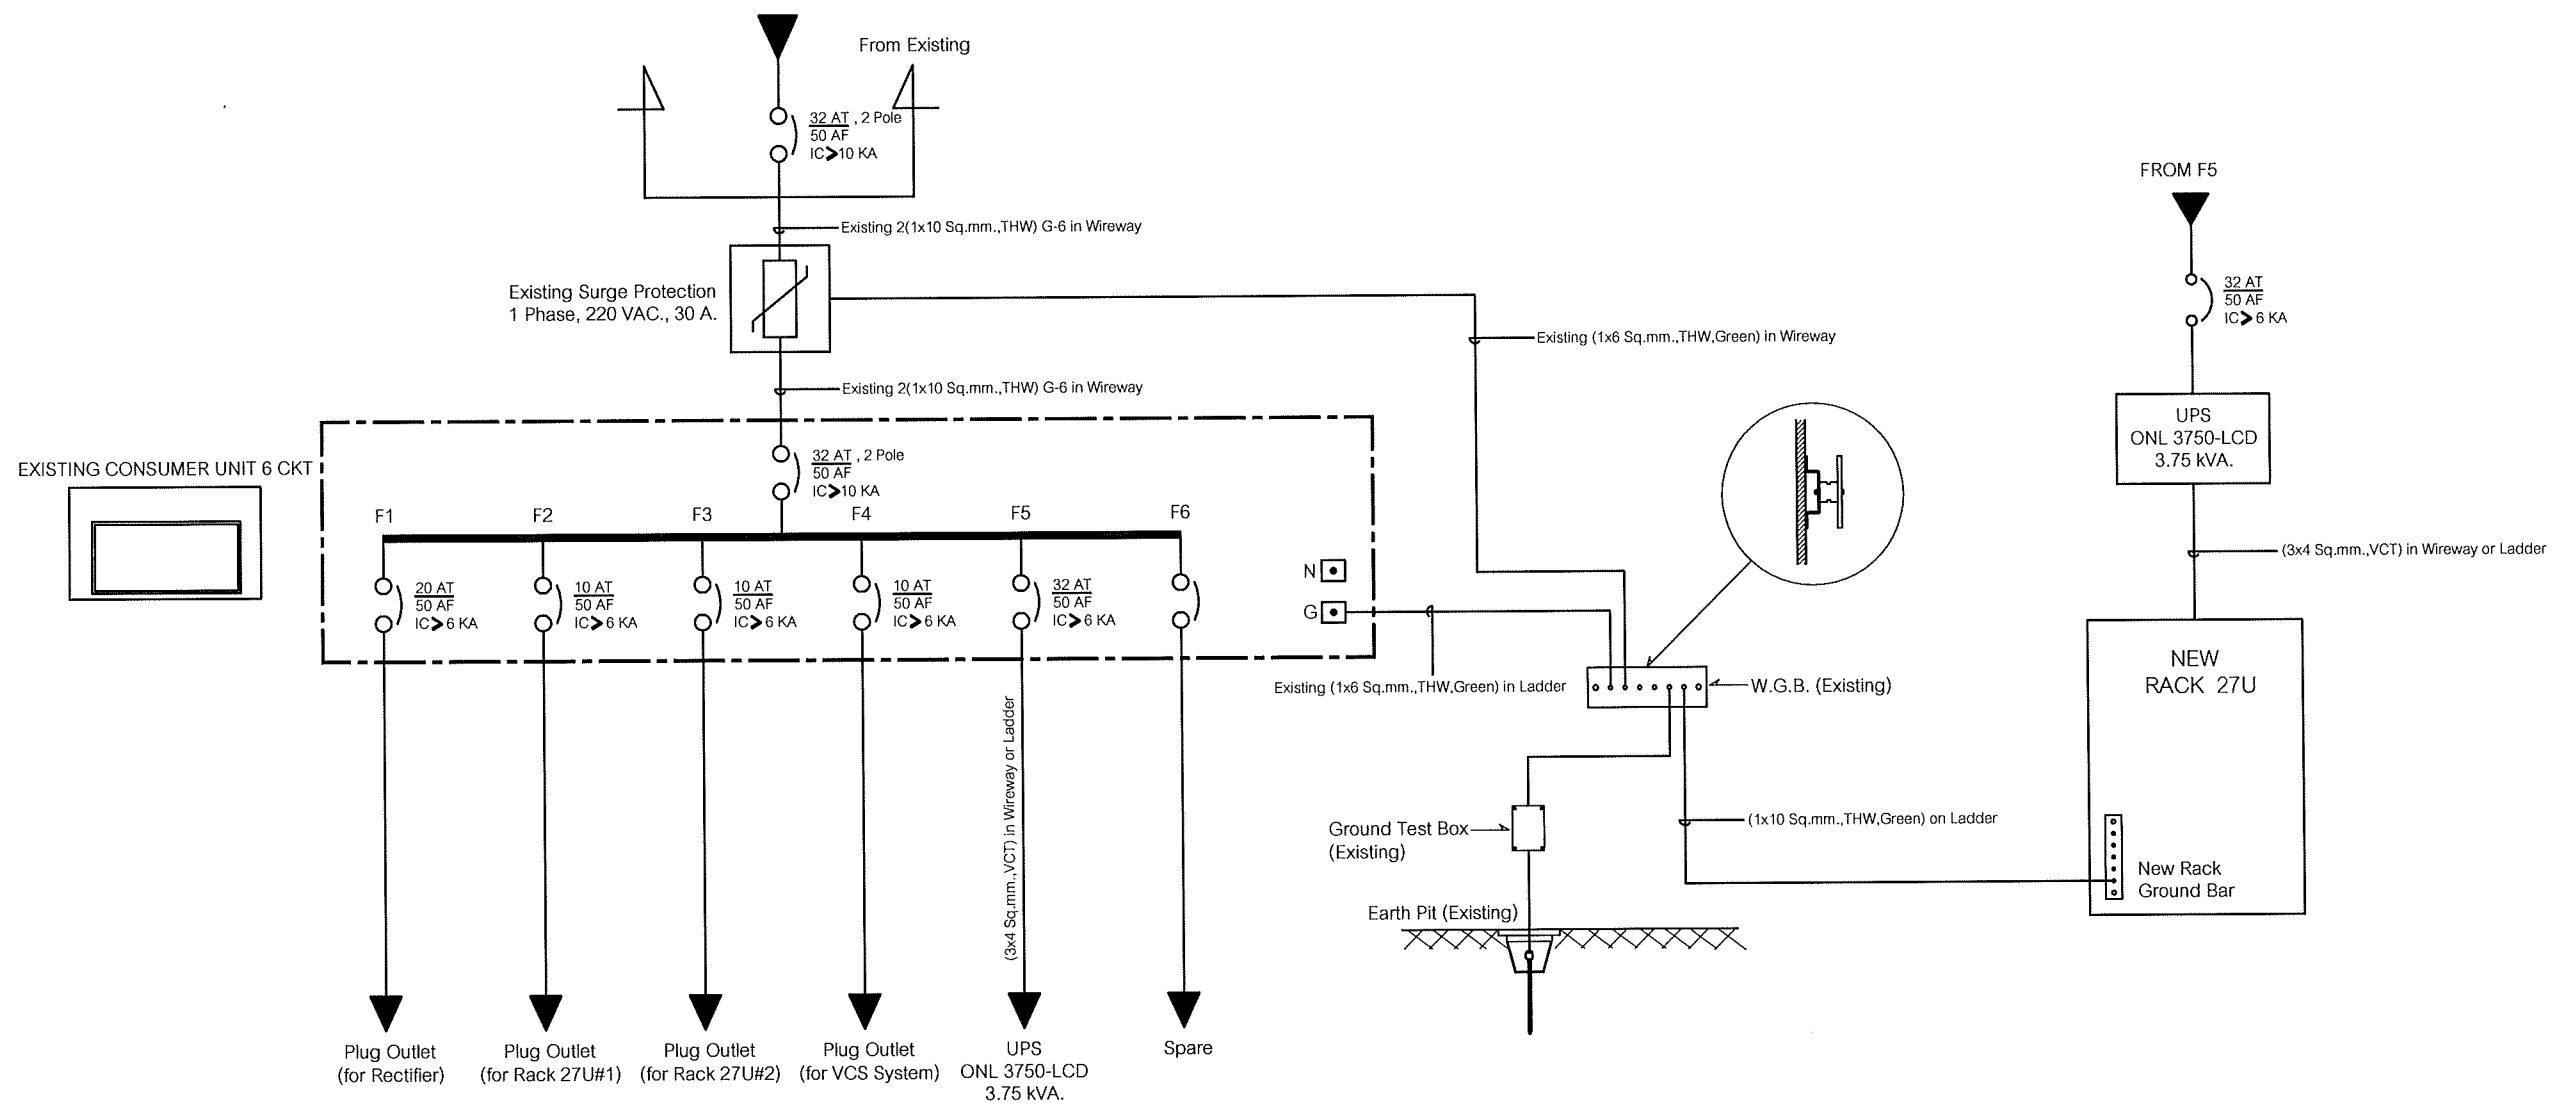 From Existing
32 AT , 2 Pole
50 AF
IC>10 KA
FROM F5
Existing 2(1x10 Sq.mm.,THW) G-6 in Wireway
Existing Surge Protection
1 Phase, 220 VAC., 30 A.
32 AT
50 AF
IC>6 KA
Existing (1x6 Sq.mm.,THW,Green) in Wireway
Existing 2(1x10 Sq.mm.,THW) G-6 in Wireway
UPS
ONL 3750-LCD
3.75 kVA.
EXISTING CONSUMER UNIT 6 CKT
32 AT , 2 Pole
50 AF
IC>10 KA
F1
F2
F3
F4
F5
F6
20 AT
50 AF
IC>6 KA
10 AT
50 AF
IC>6 KA
10 AT
50 AF
IC>6 KA
10 AT
50 AF
IC>6 KA
32 AT
50 AF
IC>6 KA
N
G
(3x4 Sq.mm.,VCT) in Wireway or Ladder
Existing (1x6 Sq.mm.,THW,Green) in Ladder
W.G.B. (Existing)
NEW
RACK 27U
(3x4 Sq.mm.,VCT) in Wireway or Ladder
Ground Test Box
(Existing)
(1x10 Sq.mm.,THW,Green) on Ladder
New Rack
Ground Bar
Earth Pit (Existing)
Plug Outlet
(for Rectifier)
Plug Outlet
(for Rack 27U#1)
Plug Outlet
(for Rack 27U#2)
Plug Outlet
(for VCS System)
UPS
ONL 3750-LCD
3.75 kVA.
Spare